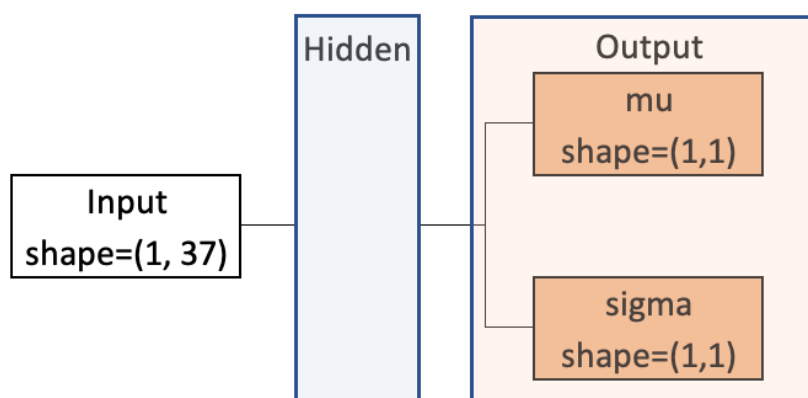 Input
shape=(1, 37)
Hidden
Output
mu
shape=(1,1)
sigma
shape=(1,1)